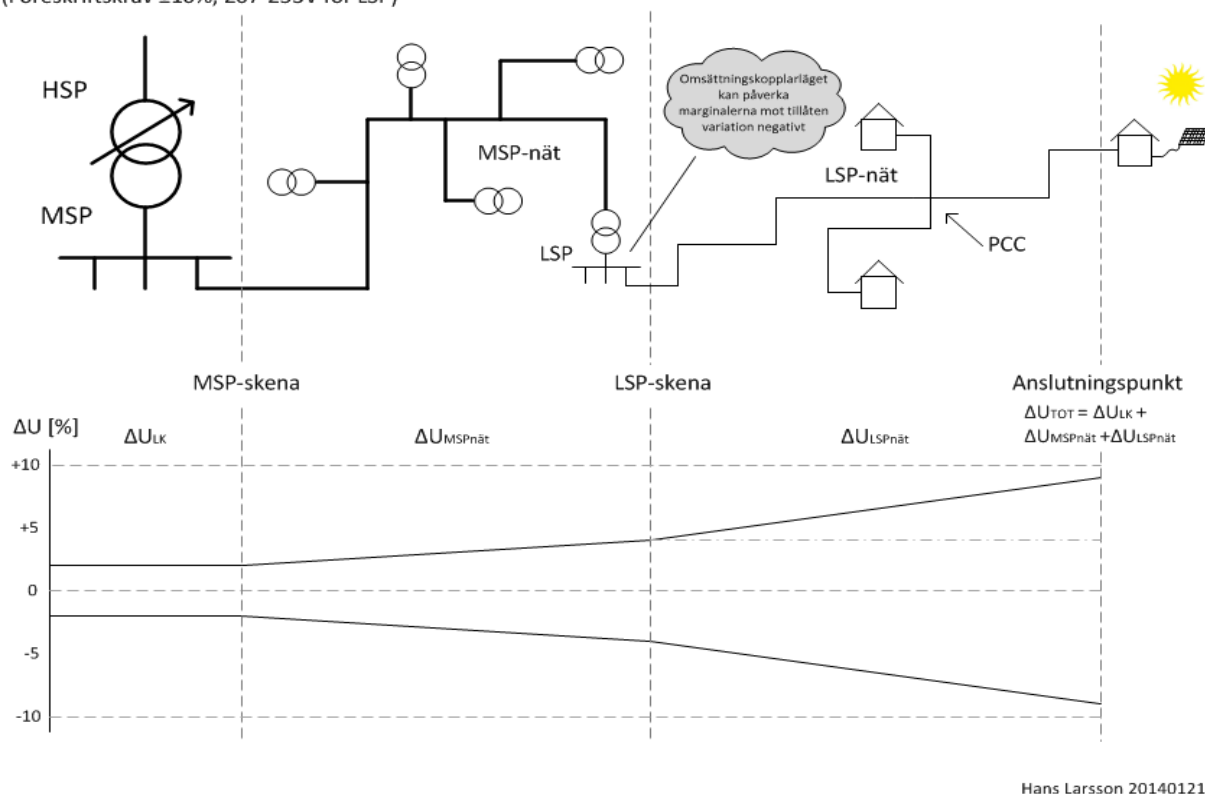 HSP
MSP
MSP-nät
LSP
Omsättningskopplarläget
kan påverka
marginalerna mot tillåten
variation negativt
LSP-nät
PCC
MSP-skena
LSP-skena
Anslutningspunkt
ΔU [%]
ΔULK
ΔUMSPnät
ΔULSPnät
ΔUTOT = ΔULK +
ΔUMSPnät +ΔULSPnät
+10
+5
0
-5
-10
Hans Larsson 20140121